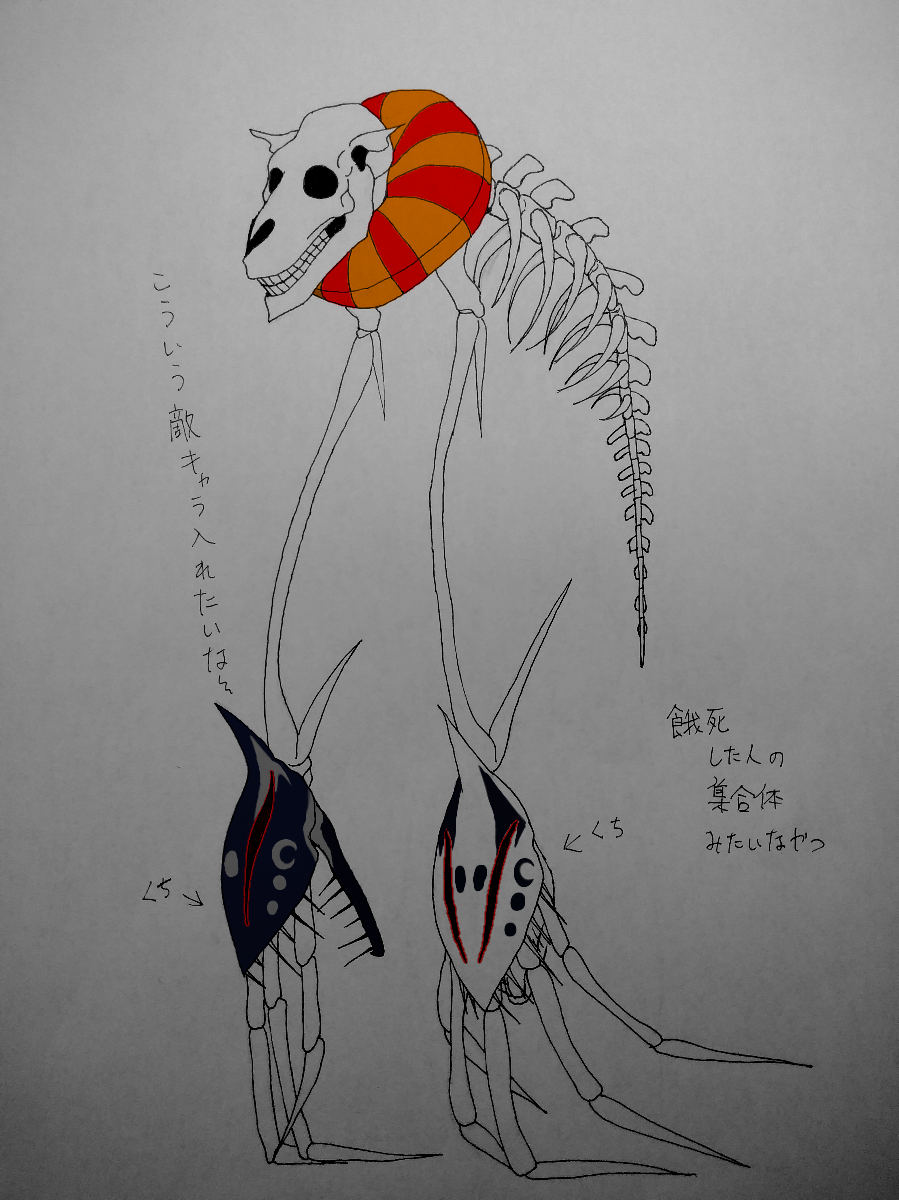 こういう敵キャラ入れたいなぁ
餓死
した人の
集合体
みたいなやつ
くち
くち